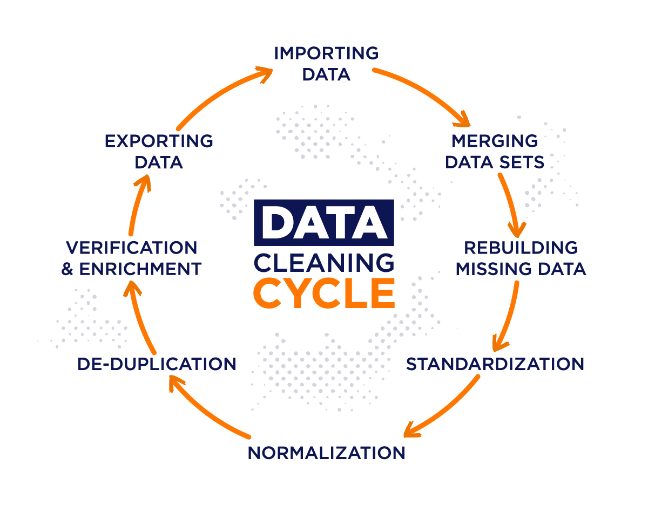 IMPORTING
DATA
MERGING
DATA SETS
REBUILDING
MISSING DATA
STANDARDIZATION
NORMALIZATION
DE-DUPLICATION
VERIFICATION
& ENRICHMENT
EXPORTING
DATA
DATA
CLEANING
CYCLE